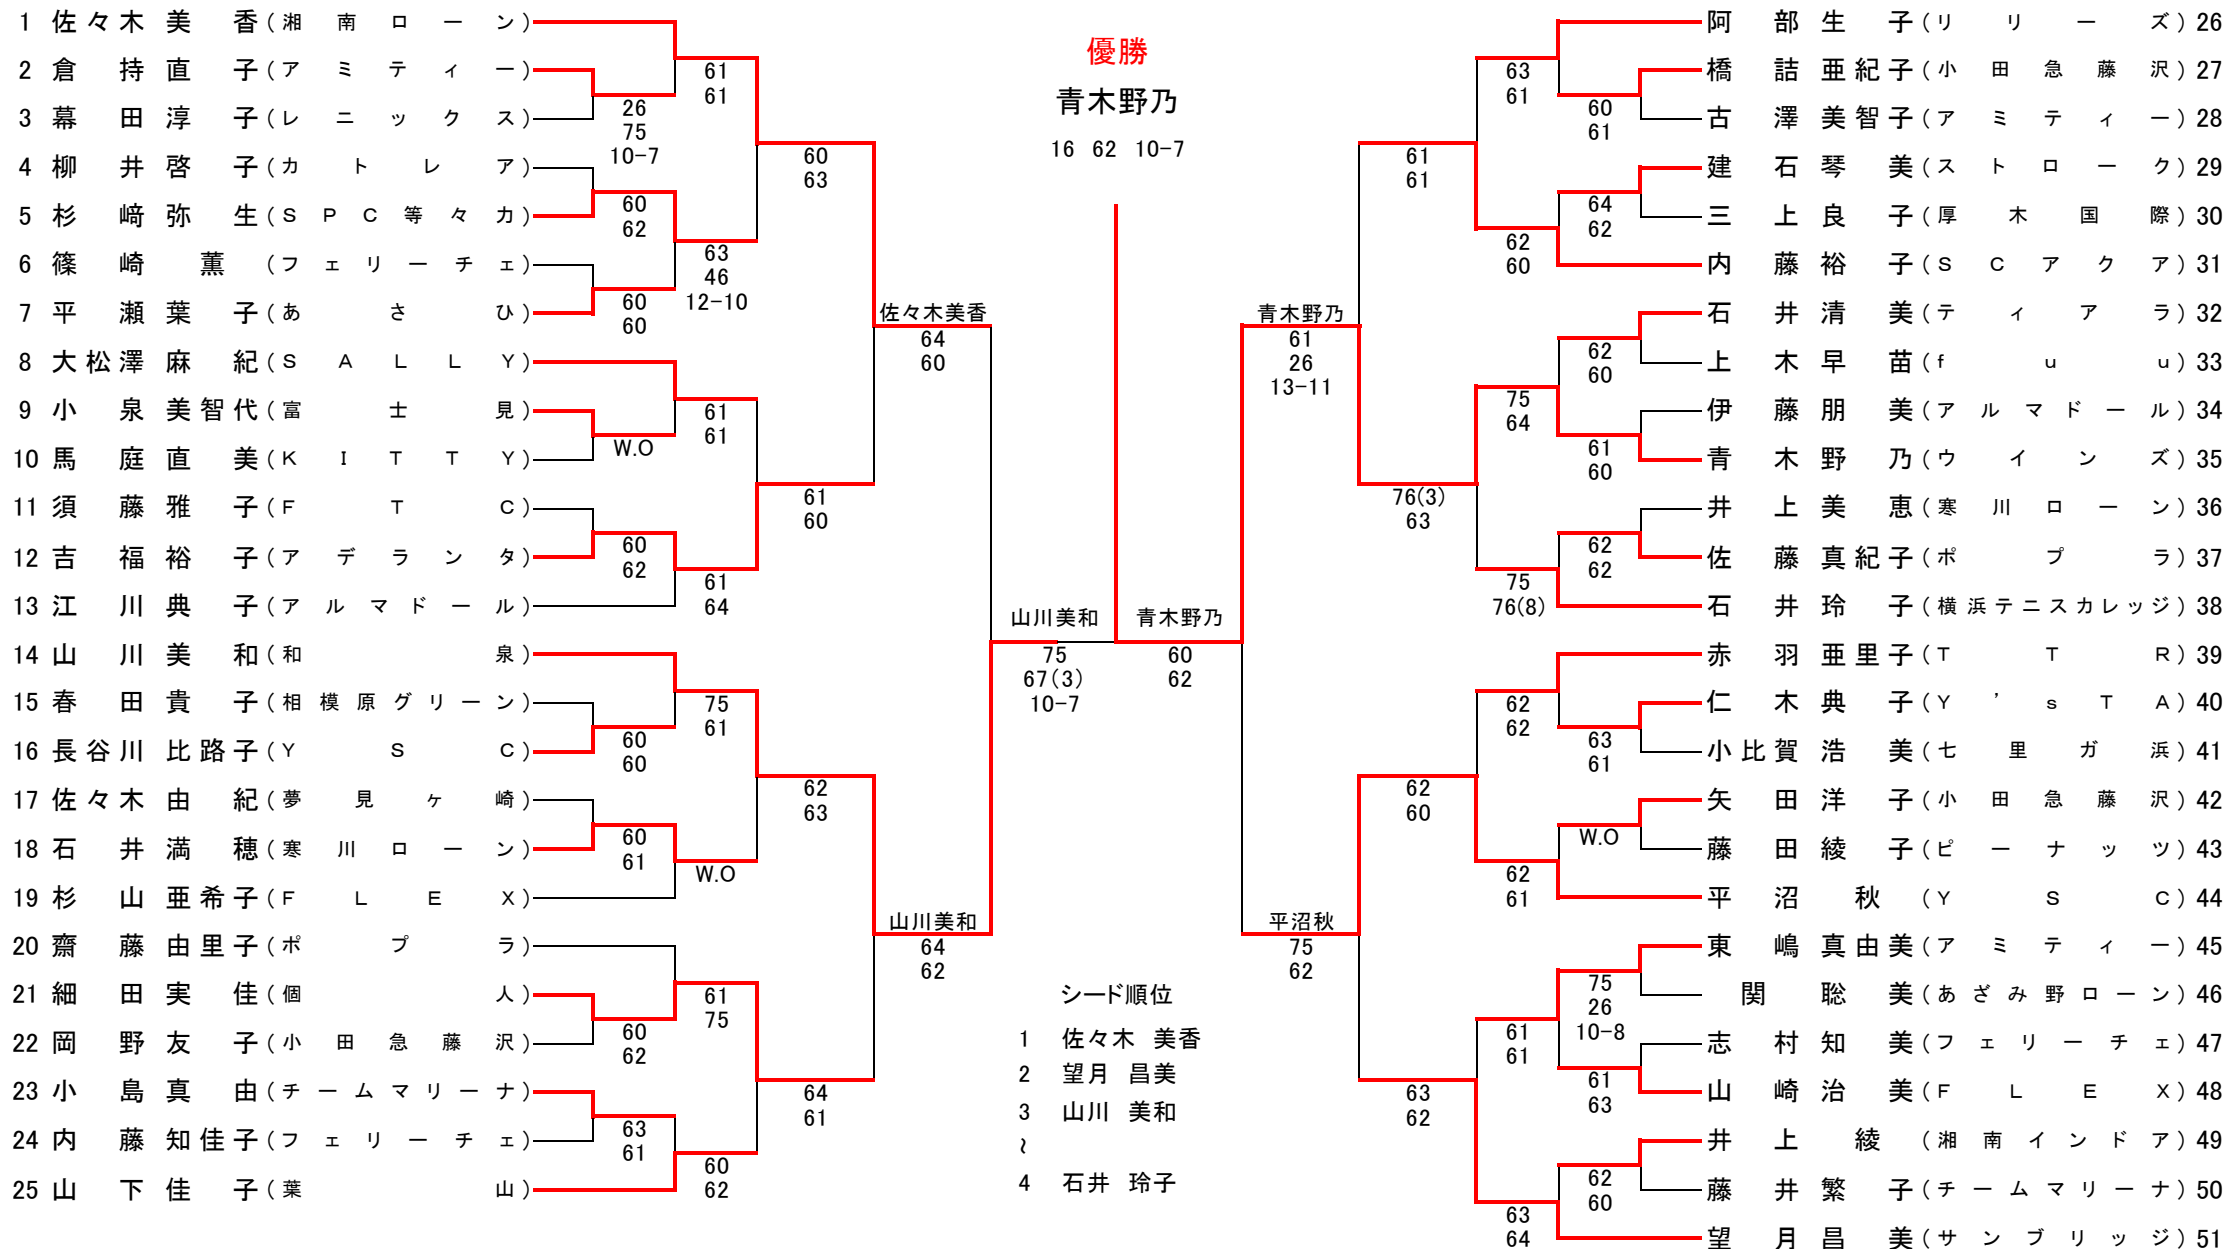 1 佐々木美香(湘南ローン)
2 倉持直子(アミティー)
3 幕田淳子(レニックス)
4 柳井啓子(カトレア)
5 杉﨑弥生(SPC等々力)
6 篠崎薫(フェリーチェ)
7 平瀬葉子(あさひ)
8 大松澤麻紀(SALLY)
9 小泉美智代(富士見)
10 馬庭直美(KITTY)
11 須藤雅子(FTC)
12 吉福裕子(アデランタ)
13 江川典子(アルマドール)
14 山川美和(和泉)
15 春田貴子(相模原グリーン)
16 長谷川比路子(YSC)
17 佐々木由紀(夢見ヶ崎)
18 石井満穂(寒川ローン)
19 杉山亜希子(FLEX)
20 齋藤由里子(ポプラ)
21 細田実佳(個人)
22 岡野友子(小田急藤沢)
23 小島真由(チームマリーナ)
24 内藤知佳子(フェリーチェ)
25 山下佳子(葉山)
26
75
10-7
60
62
60
60
W.O
60
62
60
60
60
61
60
62
63
61
61
61
63
46
12-10
61
61
61
64
75
61
W.O
61
75
60
62
60
63
61
60
62
63
64
61
佐々木美香
64
60
山川美和
64
62
山川美和
75
67(3)
10-7
優勝
青木野乃
16 62 10-7
青木野乃
60
62
シード順位
1 佐々木 美香
2 望月 昌美
3 山川 美和
~
4 石井 玲子
青木野乃
61
26
13-11
平沼秋
75
62
61
61
76(3)
63
62
60
63
62
63
61
62
60
75
64
75
76(8)
62
62
62
61
61
61
63
64
60
61
64
62
62
60
61
60
62
62
63
61
W.O
75
26
10-8
61
63
62
60
阿部生子(リリーズ)26
橋詰亜紀子(小田急藤沢)27
古澤美智子(アミティー)28
建石琴美(ストローク)29
三上良子(厚木国際)30
内藤裕子(SCアクア)31
石井清美(ティアラ)32
上木早苗(fuu)33
伊藤朋美(アルマドール)34
青木野乃(ウインズ)35
井上美恵(寒川ローン)36
佐藤真紀子(ポプラ)37
石井玲子(横浜テニスカレッジ)38
赤羽亜里子(TTR)39
仁木典子(Y'sTA)40
小比賀浩美(七里ガ浜)41
矢田洋子(小田急藤沢)42
藤田綾子(ピーナッツ)43
平沼秋(YSC)44
東嶋真由美(アミティー)45
関聡美(あざみ野ローン)46
志村知美(フェリーチェ)47
山崎治美(FLEX)48
井上綾(湘南インドア)49
藤井繁子(チームマリーナ)50
望月昌美(サンブリッジ)51